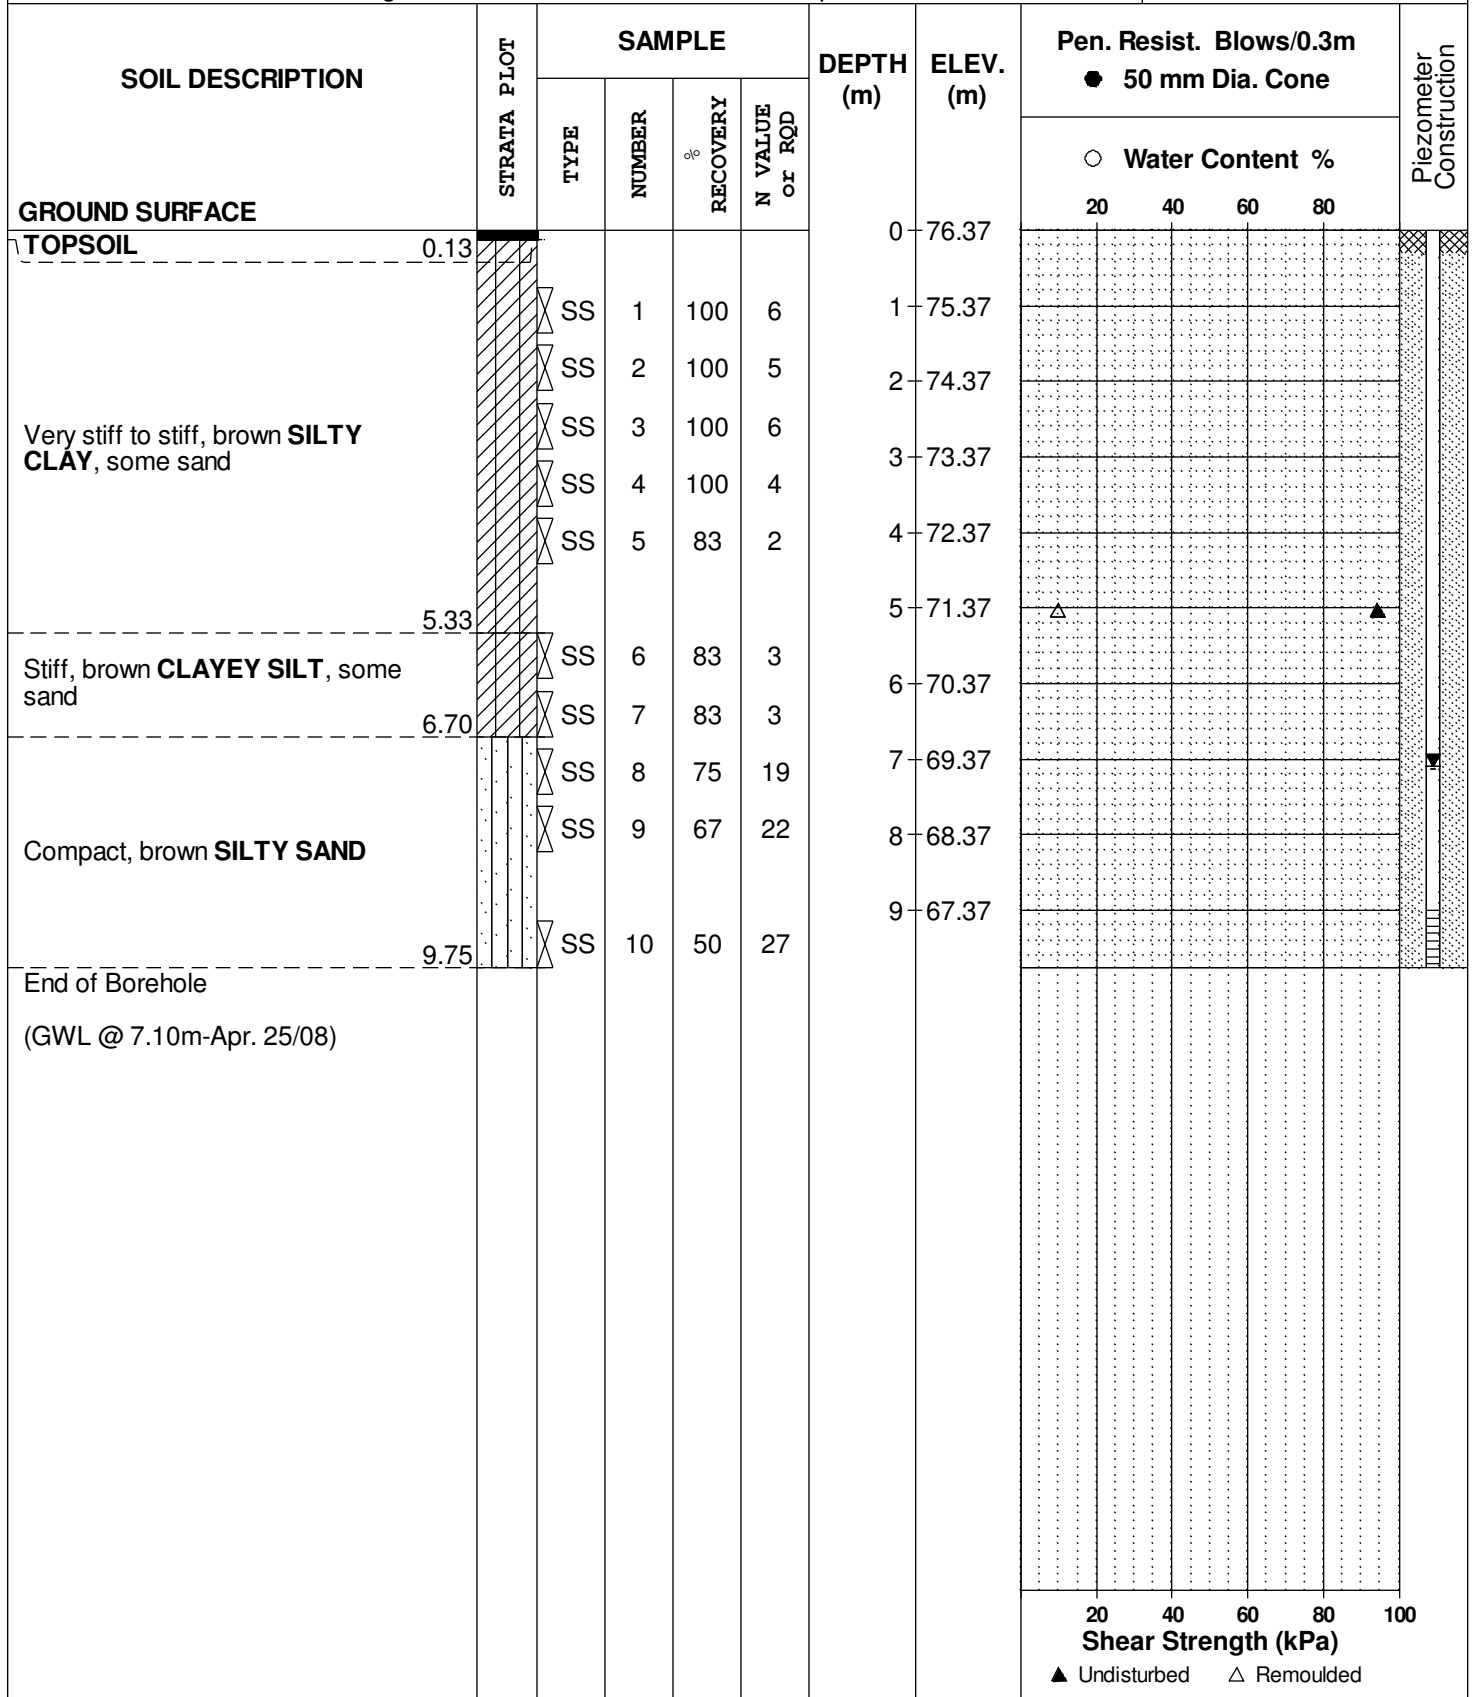 SOIL DESCRIPTION
GROUND SURFACE
STRATA PLOT
SAMPLE
TYPE
NUMBER
% RECOVERY
N VALUE or RQD
DEPTH (m)
ELEV. (m)
Pen. Resist. Blows/0.3m
● 50 mm Dia. Cone
○ Water Content %
20 40 60 80
Piezometer Construction
TOPSOIL 0.13
0 76.37
SS 1 100 6
1 75.37
SS 2 100 5
2 74.37
Very stiff to stiff, brown SILTY
CLAY, some sand
SS 3 100 6
3 73.37
SS 4 100 4
4 72.37
SS 5 83 2
5 71.37
5.33
Stiff, brown CLAYEY SILT, some
sand
SS 6 83 3
6 70.37
6.70
SS 7 83 3
7 69.37
SS 8 75 19
Compact, brown SILTY SAND
SS 9 67 22
8 68.37
9 67.37
SS 10 50 27
9.75
End of Borehole
(GWL @ 7.10m-Apr. 25/08)
20 40 60 80 100
Shear Strength (kPa)
▲ Undisturbed △ Remoulded